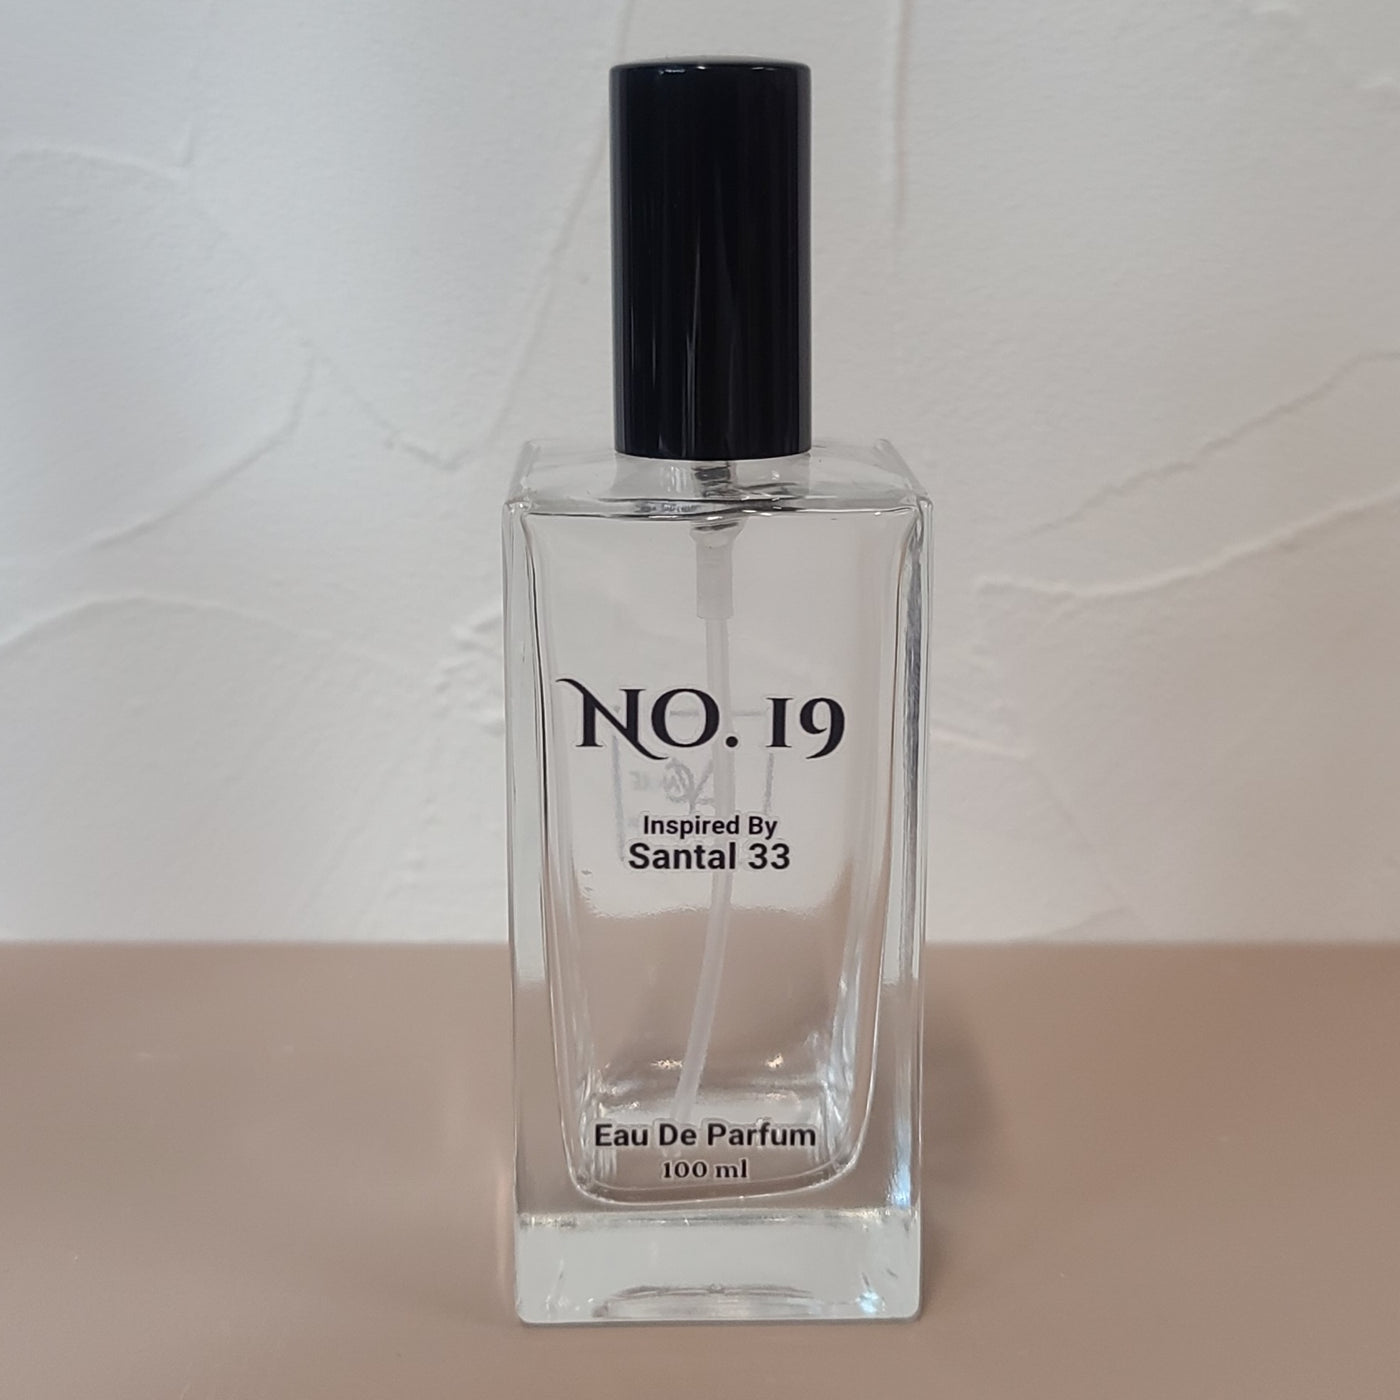 NO. 19
Inspired By
Santal 33
Eau De Parfum
100 ml